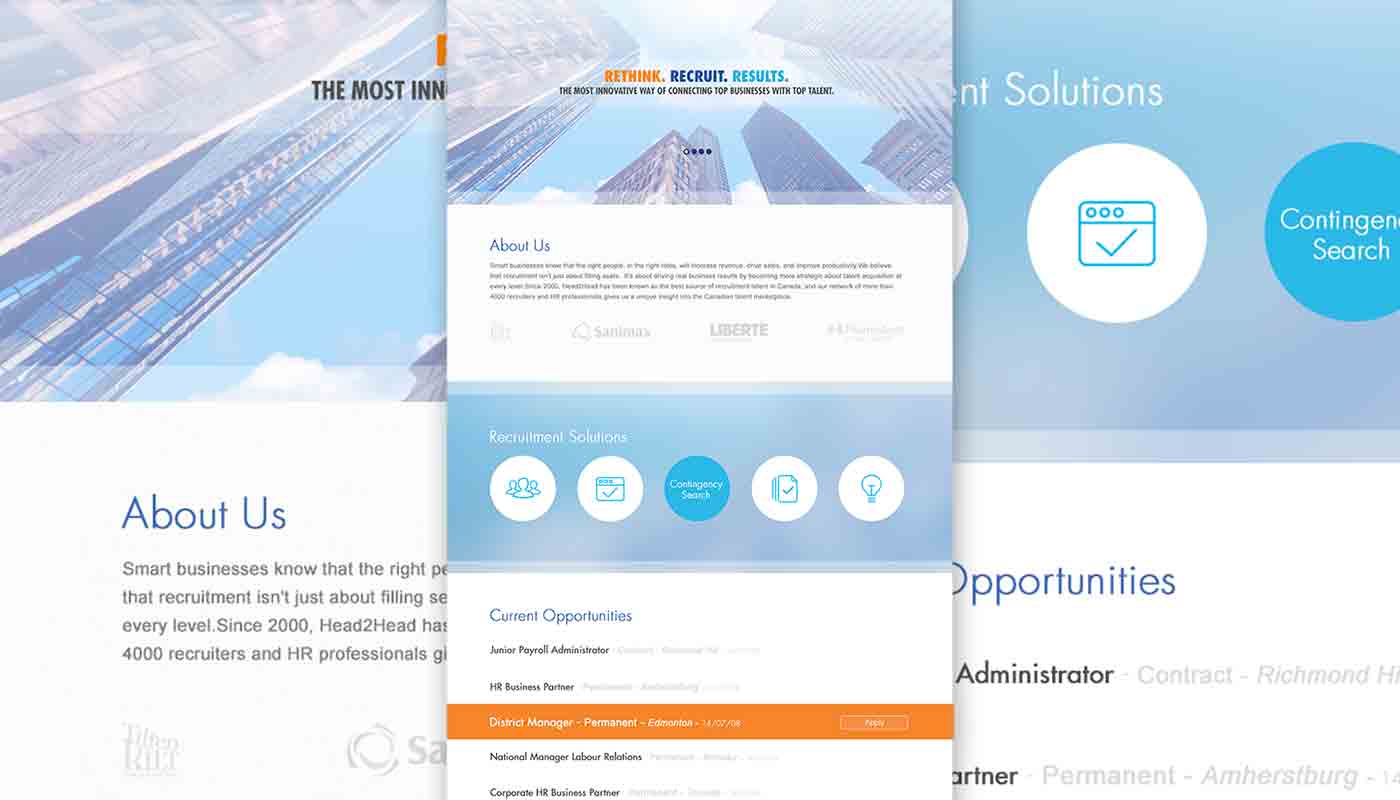 THE MOST INN
About Us
Smart businesses know that the right pe
that recruitment isn't just about filling se
every level.Since 2000, Head2Head has
4000 recruiters and HR professionals gi
Tilten
Sa
RETHINK. RECRUIT. RESULTS.
THE MOST INNOVATIVE WAY OF CONNECTING TOP BUSINESSES WITH TOP TALENT.
About Us
Smart businesses know that the right people, in the right roles, will increase revenue, drive sales, and improve productivity.We believe
that recruitment isn't just about filling seats. It's about driving real business results by becoming more strategic about talent acquisition at
every level.Since 2000, Head2Head has been known as the best source of recruitment talent in Canada, and our network of more than
4000 recruiters and HR professionals gives us a unique insight into the Canadian talent marketplace.
Sanimax
LIBERTÉ
Recruitment Solutions
Contingency
Search
Current Opportunities
Junior Payroll Administrator - Contract - Richmond Hill
HR Business Partner - Permanent - Amherstburg
District Manager - Permanent - Edmonton - 14/07/08
Apply
National Manager Labour Relations - Permanent
Corporate HR Business Partner - Permanent - Toronto
ent Solutions
Contingenc
Search
Opportunities
Administrator - Contract - Richmond Hi
artner - Permanent - Amherstburg - 14